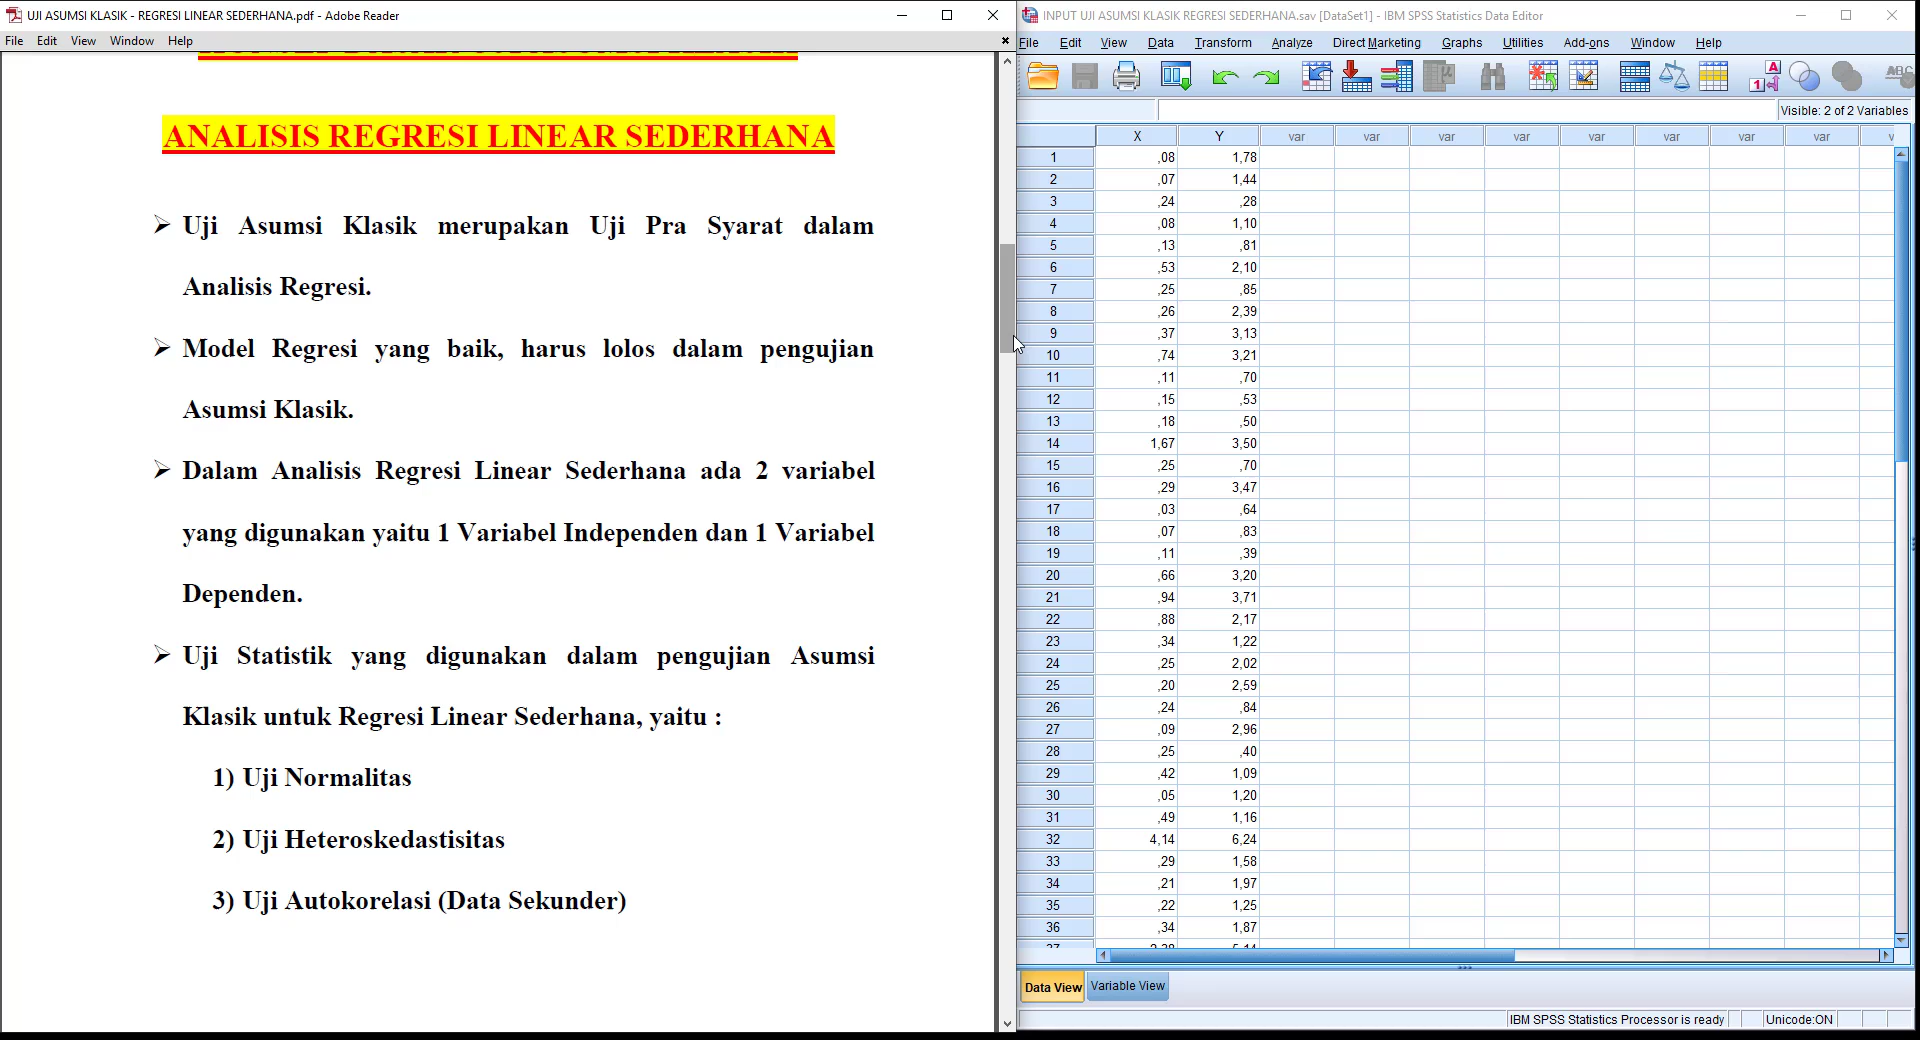 UJI ASUMSI KLASIK - REGRESI LINEAR SEDERHANA.pdf - Adobe Reader
File Edit View Window Help
ANALISIS REGRESI LINEAR SEDERHANA
➢ Uji Asumsi Klasik merupakan Uji Pra Syarat dalam
Analisis Regresi.
➢ Model Regresi yang baik, harus lolos dalam pengujian
Asumsi Klasik.
➢ Dalam Analisis Regresi Linear Sederhana ada 2 variabel
yang digunakan yaitu 1 Variabel Independen dan 1 Variabel
Dependen.
➢ Uji Statistik yang digunakan dalam pengujian Asumsi
Klasik untuk Regresi Linear Sederhana, yaitu :
1) Uji Normalitas
2) Uji Heteroskedastisitas
3) Uji Autokorelasi (Data Sekunder)
INPUT UJI ASUMSI KLASIK REGRESI SEDERHANA.sav [DataSet1] - IBM SPSS Statistics Data Editor
File Edit View Data Transform Analyze Direct Marketing Graphs Utilities Add-ons Window Help
Visible: 2 of 2 Variables
X Y var var var var var var var var
1 ,08 1,78
2 ,07 1,44
3 ,24 ,28
4 ,08 1,10
5 ,13 ,81
6 ,53 2,10
7 ,25 ,85
8 ,26 2,39
9 ,37 3,13
10 ,74 3,21
11 ,11 ,70
12 ,15 ,53
13 ,18 ,50
14 1,67 3,50
15 ,25 ,70
16 ,29 3,47
17 ,03 ,64
18 ,07 ,83
19 ,11 ,39
20 ,66 3,20
21 ,94 3,71
22 ,88 2,17
23 ,34 1,22
24 ,25 2,02
25 ,20 2,59
26 ,24 ,84
27 ,09 2,96
28 ,25 ,40
29 ,42 1,09
30 ,05 1,20
31 ,49 1,16
32 4,14 6,24
33 ,29 1,58
34 ,21 1,97
35 ,22 1,25
36 ,34 1,87
Data View Variable View
IBM SPSS Statistics Processor is ready Unicode:ON